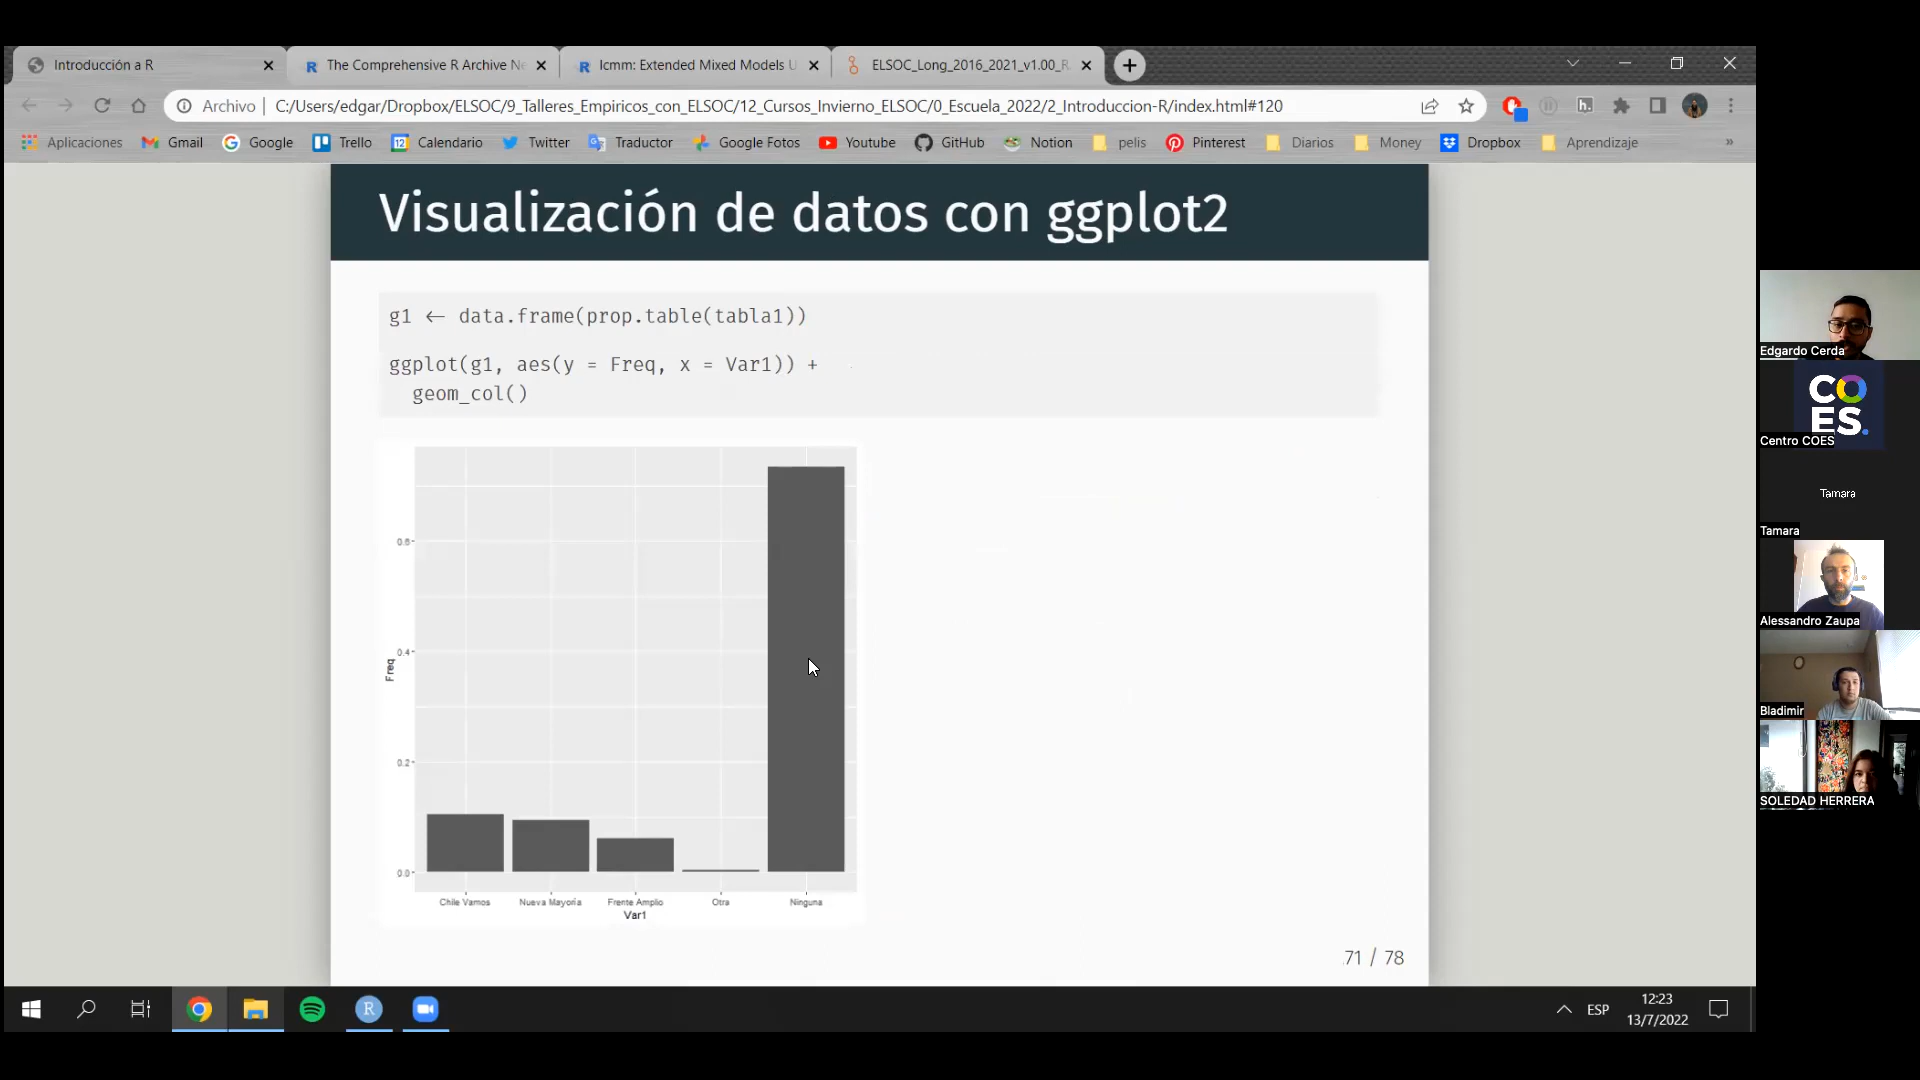 Introducción a R
The Comprehensive R Archive Ne
lcmm: Extended Mixed Models U
ELSOC_Long_2016_2021_v1.00_R
Archivo | C:/Users/edgar/Dropbox/ELSOC/9_Talleres_Empiricos_con_ELSOC/12_Cursos_Invierno_ELSOC/0_Escuela_2022/2_Introduccion-R/index.html#120
Aplicaciones Gmail Google Trello Calendario Twitter Traductor Google Fotos Youtube GitHub Notion pelis Pinterest Diarios Money Dropbox Aprendizaje »
Visualización de datos con ggplot2
g1 ← data.frame(prop.table(tabla1))
ggplot(g1, aes(y = Freq, x = Var1)) +
geom_col()
Freq
0.6
0.4
0.2
0.0
Chile Vamos Nueva Mayoría Frente Amplio Otra Ninguna
Var1
71 / 78
Edgardo Cerda
COES.
Centro COES
Tamara
Tamara
Alessandro Zaupa
Bladimir
SOLEDAD HERRERA
ESP
12:23
13/7/2022